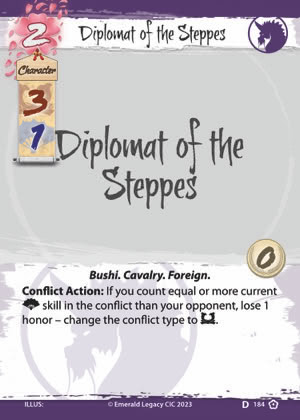 2
Diplomat of the Steppes
Character
3
1
Diplomat of the
Steppes
0
Bushi. Cavalry. Foreign.
Conflict Action: If you count equal or more current
skill in the conflict than your opponent, lose 1
honor – change the conflict type to .
ILLUS:
© Emerald Legacy CIC 2023
D 184